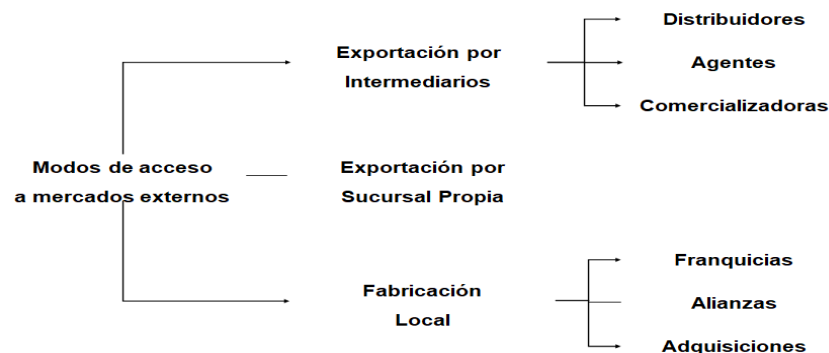 Distribuidores
Exportación por
Intermediarios
Agentes
Comercializadoras
Modos de acceso
a mercados externos
Exportación por
Sucursal Propia
Franquicias
Fabricación
Local
Alianzas
Adquisiciones